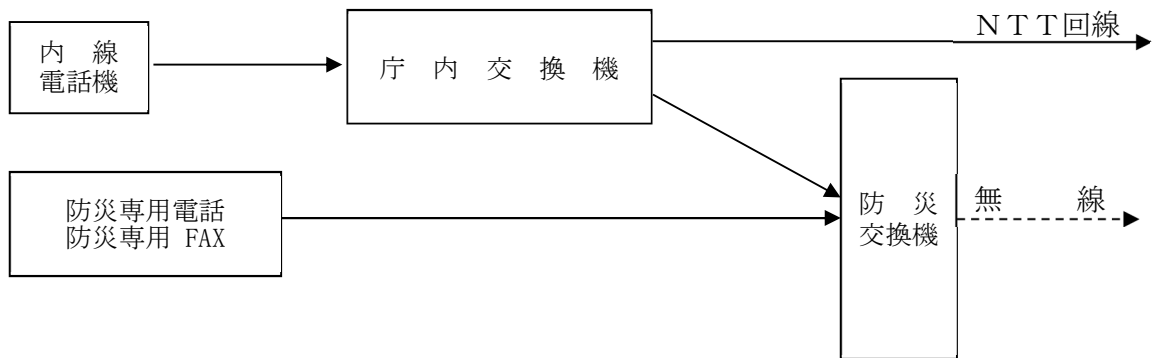 ＮＴＴ回線
内　線
電話機
庁　内　交　換　機
防災専用電話
防災専用 FAX
防　災
交換機
無　　線